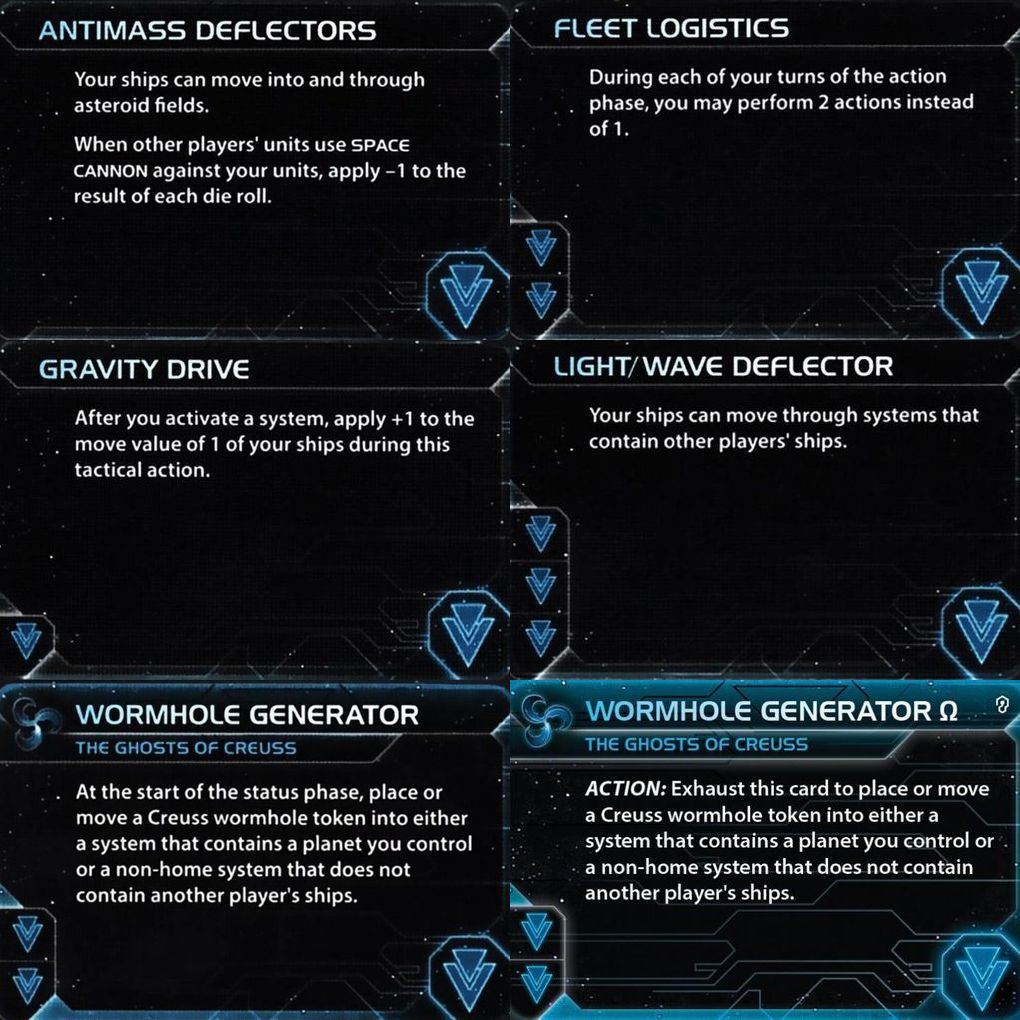 ANTIMASS DEFLECTORS
Your ships can move into and through
asteroid fields.
When other players' units use SPACE
CANNON against your units, apply –1 to the
result of each die roll.
FLEET LOGISTICS
During each of your turns of the action
phase, you may perform 2 actions instead
of 1.
GRAVITY DRIVE
After you activate a system, apply +1 to the
move value of 1 of your ships during this
tactical action.
LIGHT/WAVE DEFLECTOR
Your ships can move through systems that
contain other players' ships.
WORMHOLE GENERATOR
THE GHOSTS OF CREUSS
At the start of the status phase, place or
move a Creuss wormhole token into either
a system that contains a planet you control
or a non-home system that does not
contain another player's ships.
WORMHOLE GENERATOR Ω
THE GHOSTS OF CREUSS
ACTION: Exhaust this card to place or move
a Creuss wormhole token into either a
system that contains a planet you control or
a non-home system that does not contain
another player's ships.